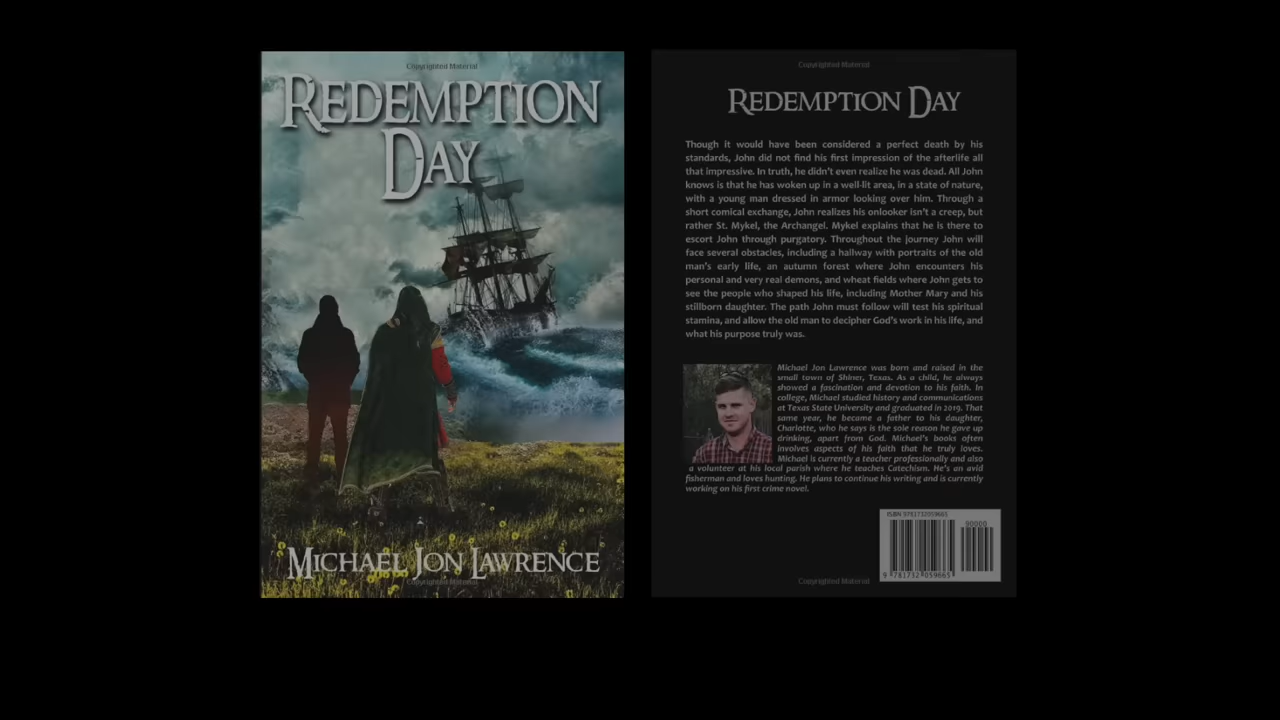 Copyrighted Material
REDEMPTION
DAY
MICHAEL JON LAWRENCE
Copyrighted Material
Copyrighted Material
REDEMPTION DAY
Though it would have been considered a perfect death by his
standards, John did not find his first impression of the afterlife all
that impressive. In truth, he didn't even realize he was dead. All John
knows is that he has woken up in a well-lit area, in a state of nature,
with a young man dressed in armor looking over him. Through a
short comical exchange, John realizes his onlooker isn't a creep, but
rather St. Mykel, the Archangel. Mykel explains that he is there to
escort John through purgatory. Throughout the journey John will
face several obstacles, including a hallway with portraits of the old
man's early life, an autumn forest where John encounters his
personal and very real demons, and wheat fields where John gets to
see the people who shaped his life, including Mother Mary and his
stillborn daughter. The path John must follow will test his spiritual
stamina, and allow the old man to decipher God's work in his life, and
what his purpose truly was.
Michael Jon Lawrence was born and raised in the
small town of Shiner, Texas. As a child, he always
showed a fascination and devotion to his faith. In
college, Michael studied history and communications
at Texas State University and graduated in 2019. That
same year, he became a father to his daughter,
Charlotte, who he says is the sole reason he gave up
drinking, apart from God. Michael's books often
involves aspects of his faith that he truly loves.
Michael is currently a teacher professionally and also
a volunteer at his local parish where he teaches Catechism. He's an avid
fisherman and loves hunting. He plans to continue his writing and is currently
working on his first crime novel.
ISBN 9781732059665
90000
9 781732 059665
Copyrighted Material